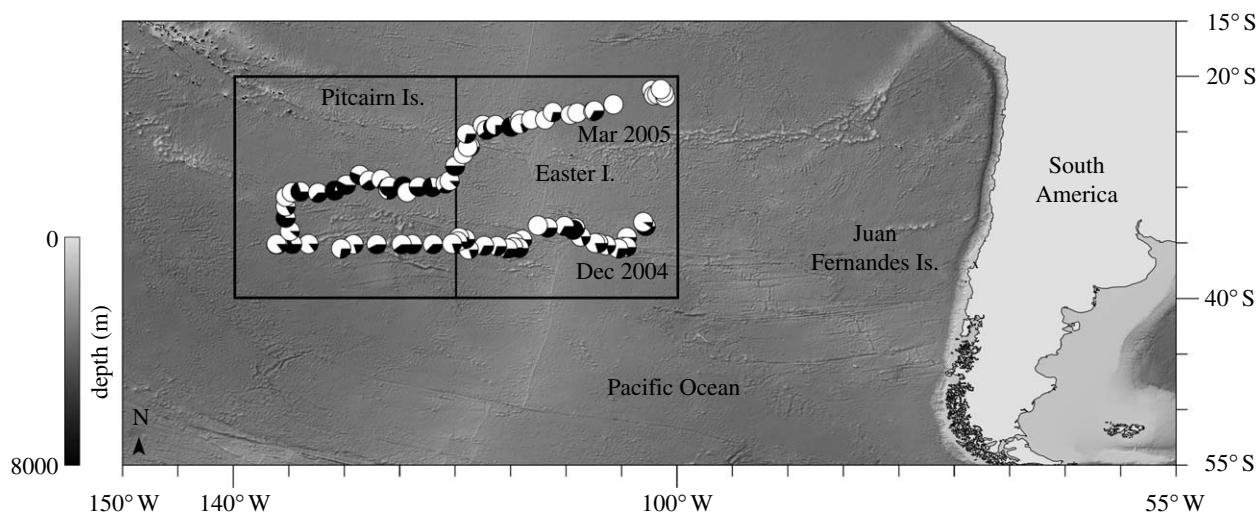 15° S
20° S
Pitcairn Is.
Mar 2005
Easter I.
South
America
0
Juan
Fernandes Is.
Dec 2004
depth (m)
40° S
Pacific Ocean
N
8000
55° S
150° W
140° W
100° W
55° W